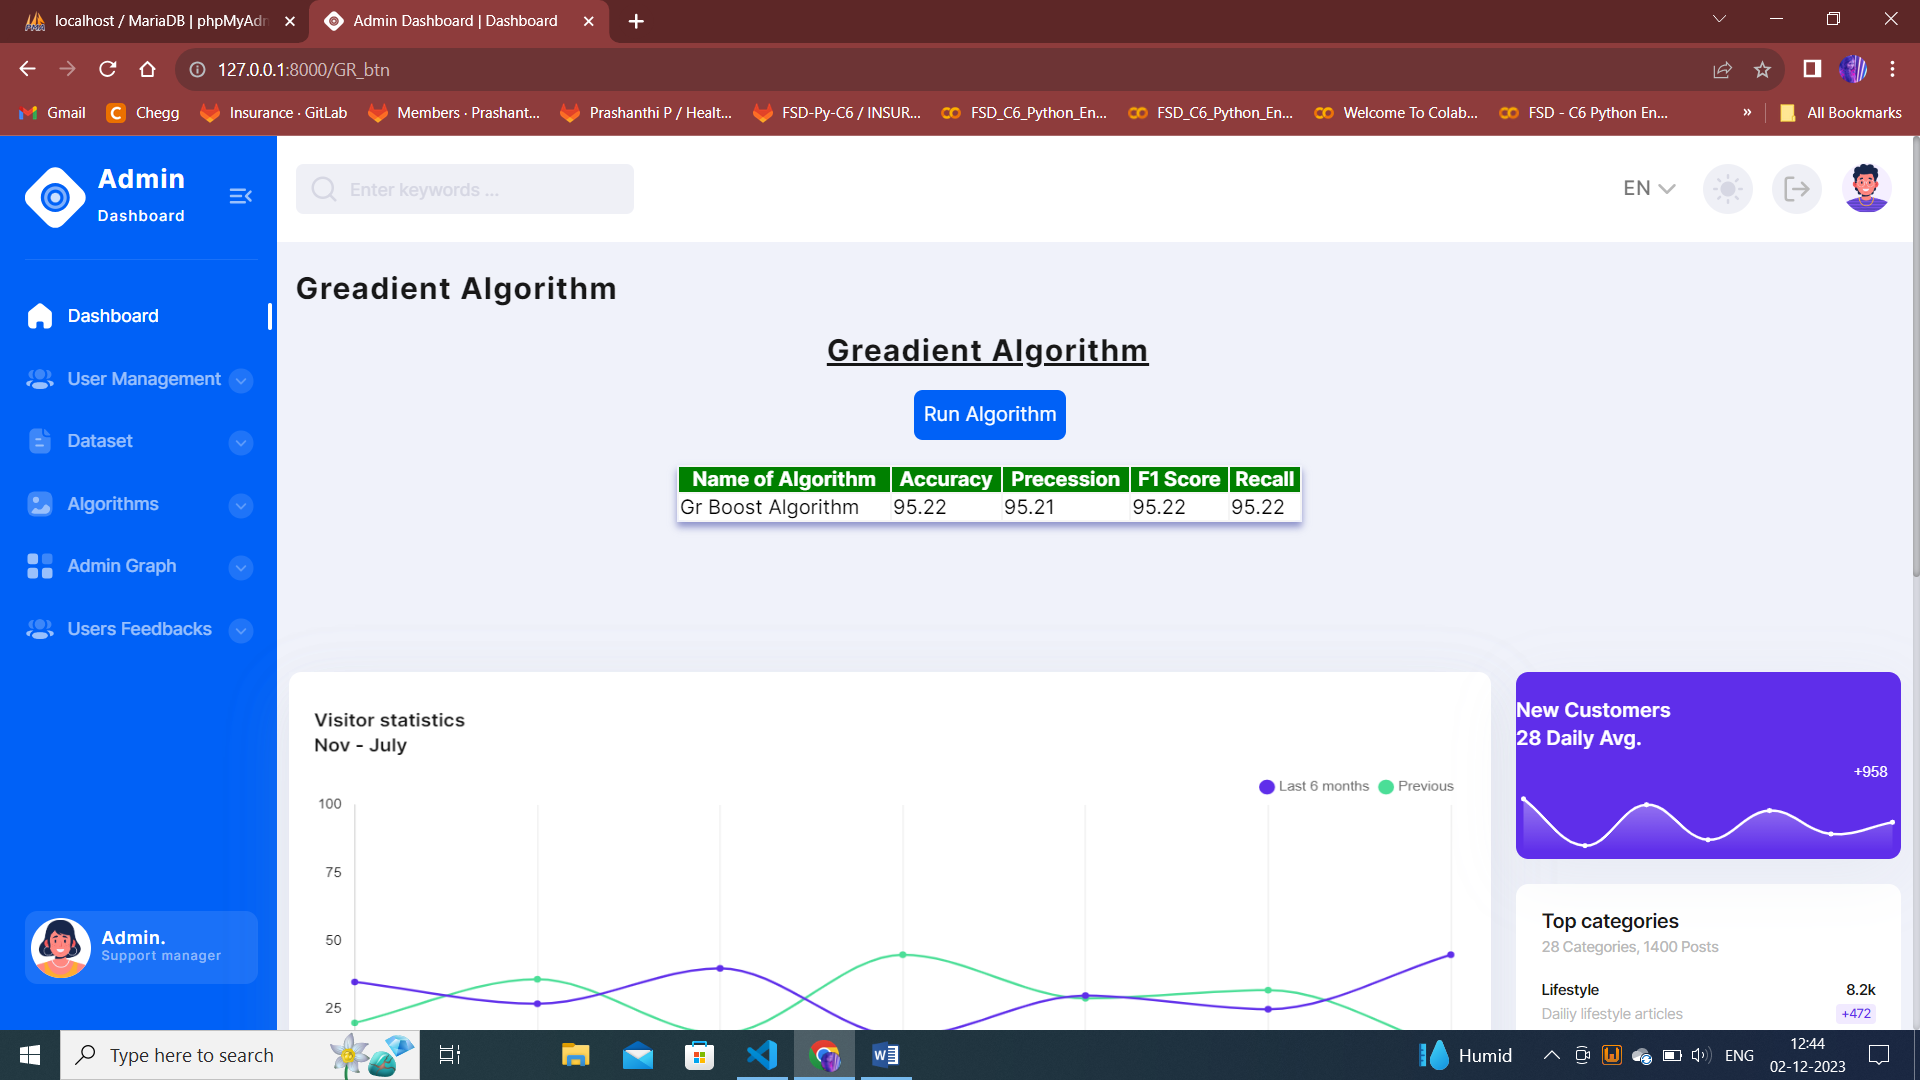 localhost / MariaDB | phpMyAdn
Admin Dashboard | Dashboard
127.0.0.1:8000/GR_btn
Gmail
Chegg
Insurance · GitLab
Members · Prashant...
Prashanthi P / Healt...
FSD-Py-C6 / INSUR...
FSD_C6_Python_En...
FSD_C6_Python_En...
Welcome To Colab...
FSD - C6 Python En...
»
All Bookmarks
Admin
Dashboard
Enter keywords ...
EN
Dashboard
User Management
Dataset
Algorithms
Admin Graph
Users Feedbacks
Admin.
Support manager
Greadient Algorithm
Greadient Algorithm
Run Algorithm
Name of Algorithm Accuracy Precession F1 Score Recall
Gr Boost Algorithm 95.22 95.21 95.22 95.22
Visitor statistics
Nov - July
Last 6 months Previous
100
75
50
25
New Customers
28 Daily Avg.
+958
Top categories
28 Categories, 1400 Posts
Lifestyle 8.2k
Dailiy lifestyle articles +472
Type here to search
Humid
ENG
12:44
02-12-2023